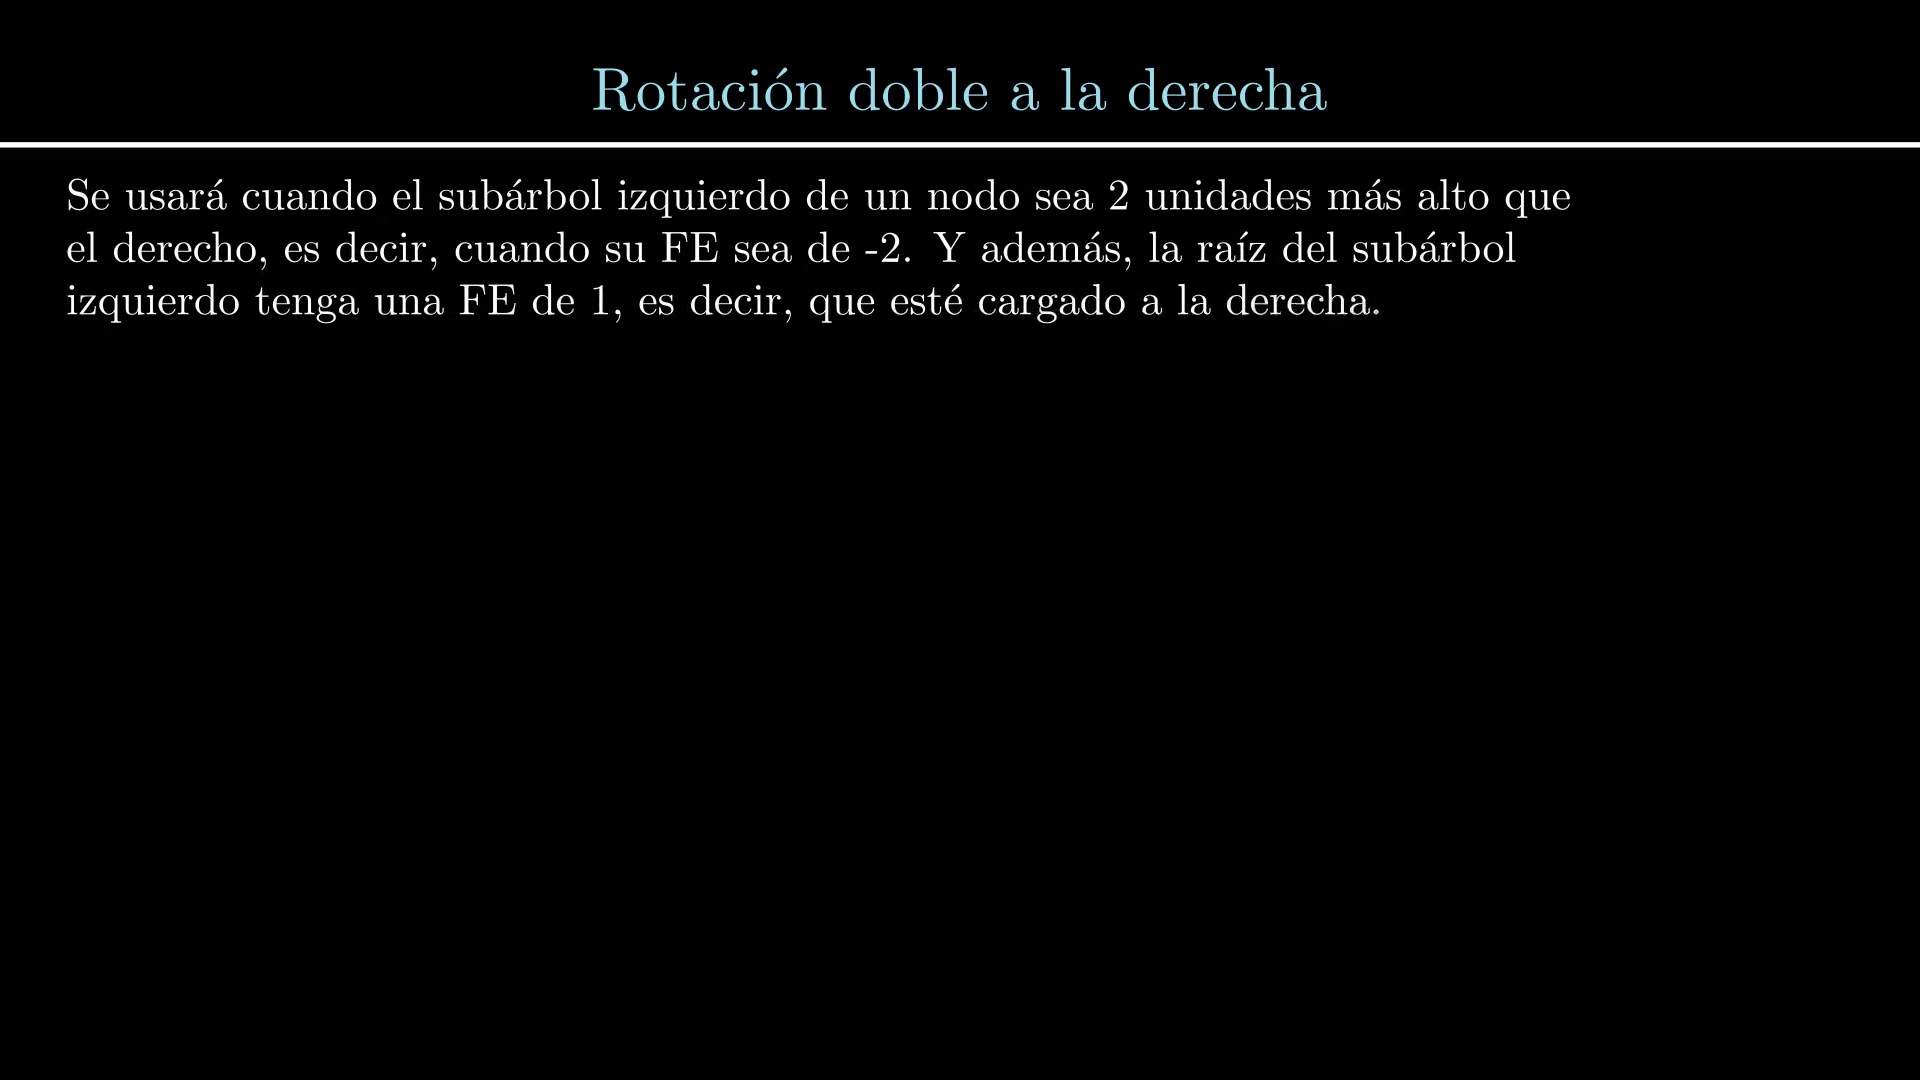 Rotación doble a la derecha
Se usará cuando el subárbol izquierdo de un nodo sea 2 unidades más alto que
el derecho, es decir, cuando su FE sea de -2. Y además, la raíz del subárbol
izquierdo tenga una FE de 1, es decir, que esté cargado a la derecha.